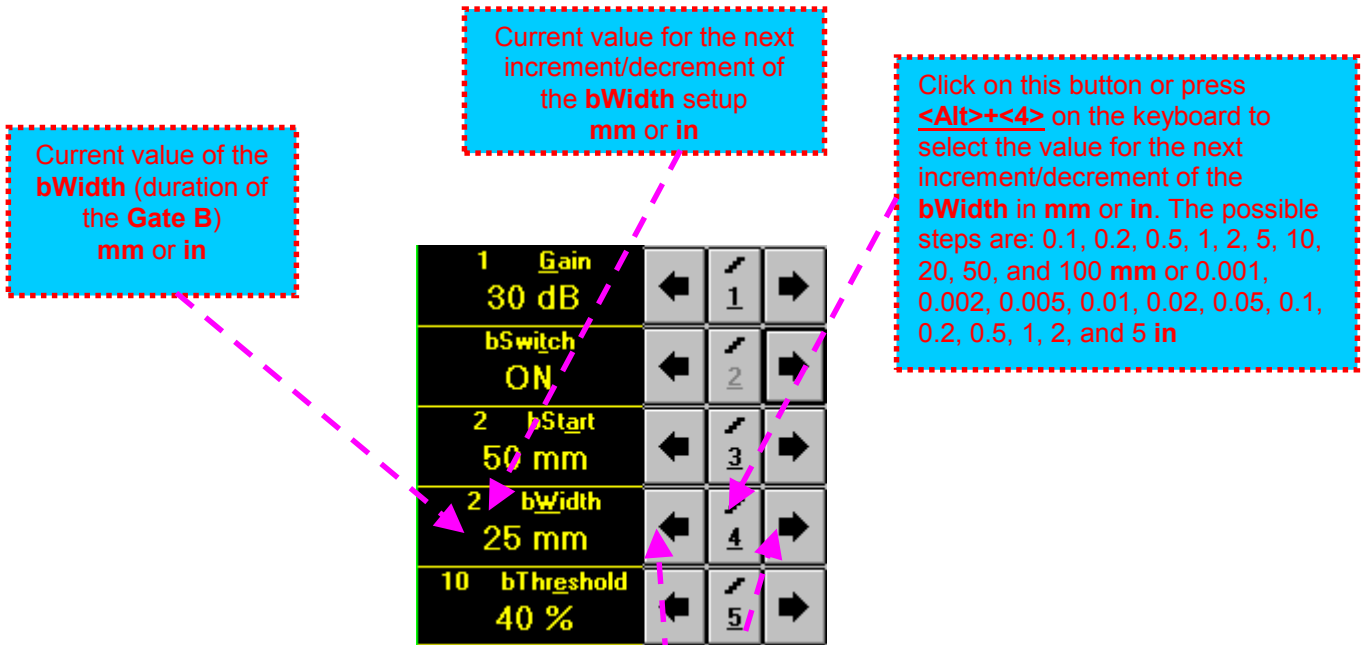 Current value for the next
increment/decrement of
the bWidth setup
mm or in
Click on this button or press
<Alt>+<4> on the keyboard to
select the value for the next
increment/decrement of the
bWidth in mm or in. The possible
steps are: 0.1, 0.2, 0.5, 1, 2, 5, 10,
20, 50, and 100 mm or 0.001,
0.002, 0.005, 0.01, 0.02, 0.05, 0.1,
0.2, 0.5, 1, 2, and 5 in
Current value of the
bWidth (duration of
the Gate B)
mm or in
1 Gain
30 dB
1
bSwitch
ON
2
2 bStart
50 mm
3
2 bWidth
25 mm
4
10 bThreshold
40 %
5